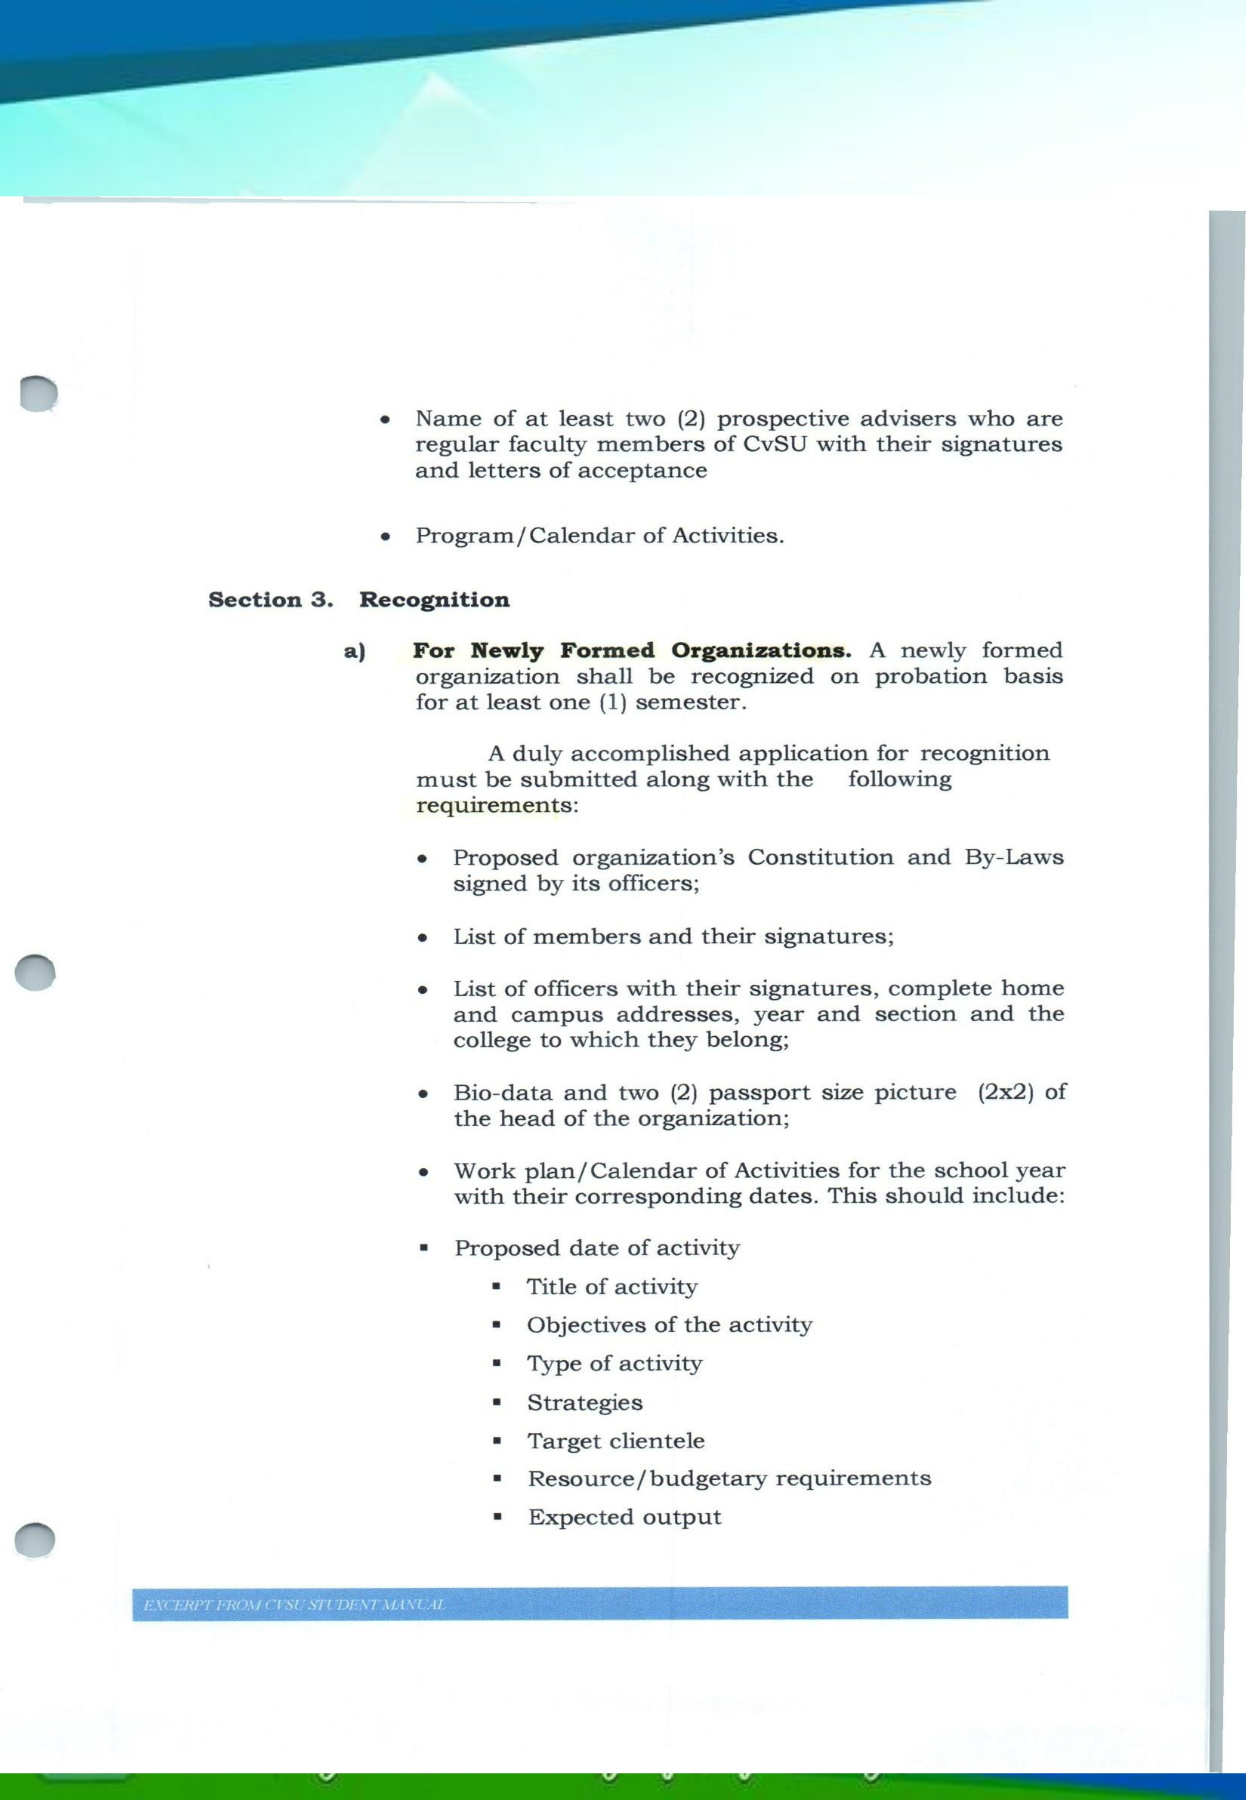 • Name of at least two (2) prospective advisers who are
regular faculty members of CvSU with their signatures
and letters of acceptance
• Program/Calendar of Activities.
Section 3. Recognition
a) For Newly Formed Organizations. A newly formed
organization shall be recognized on probation basis
for at least one (1) semester.
A duly accomplished application for recognition
must be submitted along with the following
requirements:
• Proposed organization's Constitution and By-Laws
signed by its officers;
• List of members and their signatures;
• List of officers with their signatures, complete home
and campus addresses, year and section and the
college to which they belong;
• Bio-data and two (2) passport size picture (2x2) of
the head of the organization;
• Work plan/Calendar of Activities for the school year
with their corresponding dates. This should include:
▪ Proposed date of activity
▪ Title of activity
▪ Objectives of the activity
▪ Type of activity
▪ Strategies
▪ Target clientele
▪ Resource/budgetary requirements
▪ Expected output
EXCERPT FROM CVSU STUDENT MANUAL